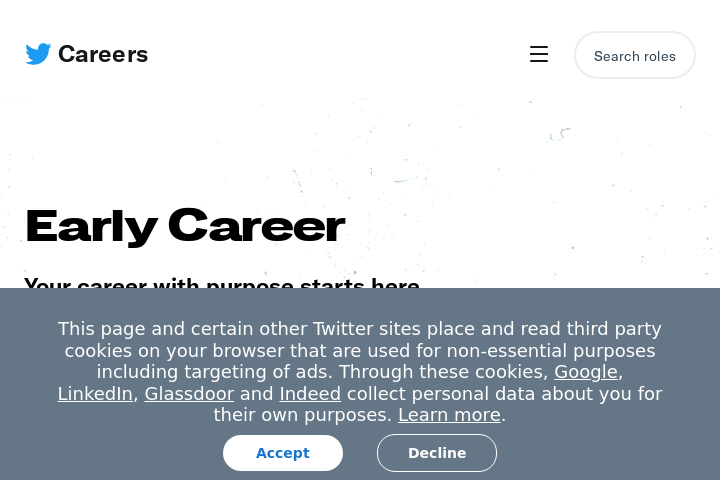 Careers
Search roles
Early Career
Your career with purpose starts here
This page and certain other Twitter sites place and read third party
cookies on your browser that are used for non-essential purposes
including targeting of ads. Through these cookies, Google,
LinkedIn, Glassdoor and Indeed collect personal data about you for
their own purposes. Learn more.
Accept
Decline